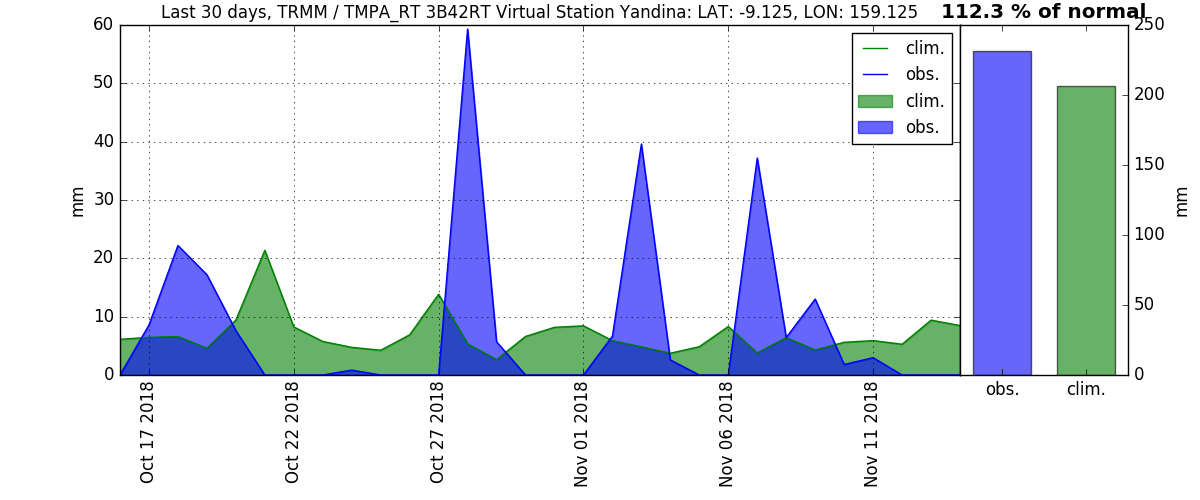 Last 30 days, TRMM / TMPA_RT 3B42RT Virtual Station Yandina: LAT: -9.125, LON: 159.125
112.3 % of normal
60
50
40
30
20
10
0
mm
clim.
obs.
clim.
obs.
Oct 17 2018
Oct 22 2018
Oct 27 2018
Nov 01 2018
Nov 06 2018
Nov 11 2018
250
200
150
100
50
0
mm
obs.
clim.